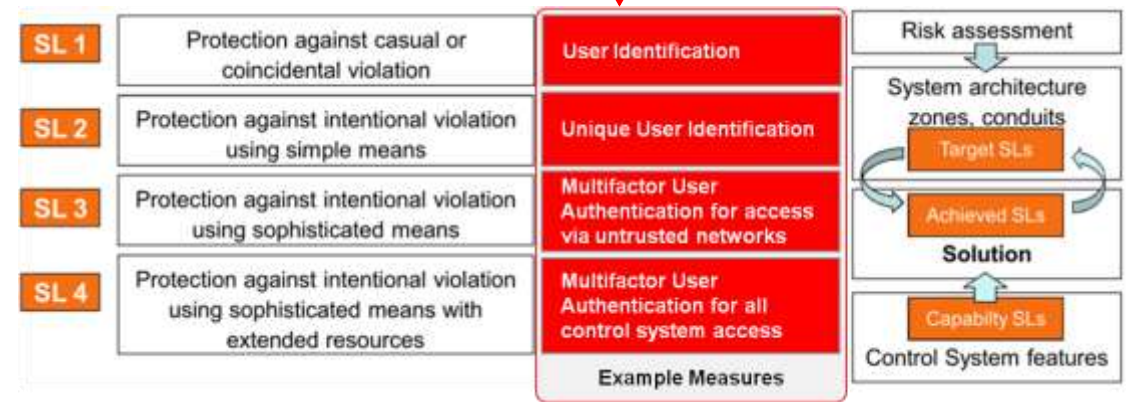 SL 1
Protection against casual or
coincidental violation
User Identification
SL 2
Protection against intentional violation
using simple means
Unique User Identification
SL 3
Protection against intentional violation
using sophisticated means
Multifactor User
Authentication for access
via untrusted networks
SL 4
Protection against intentional violation
using sophisticated means with
extended resources
Multifactor User
Authentication for all
control system access
Example Measures
Risk assessment
System architecture
zones, conduits
Target SLs
Achieved SLs
Solution
Capabilty SLs
Control System features